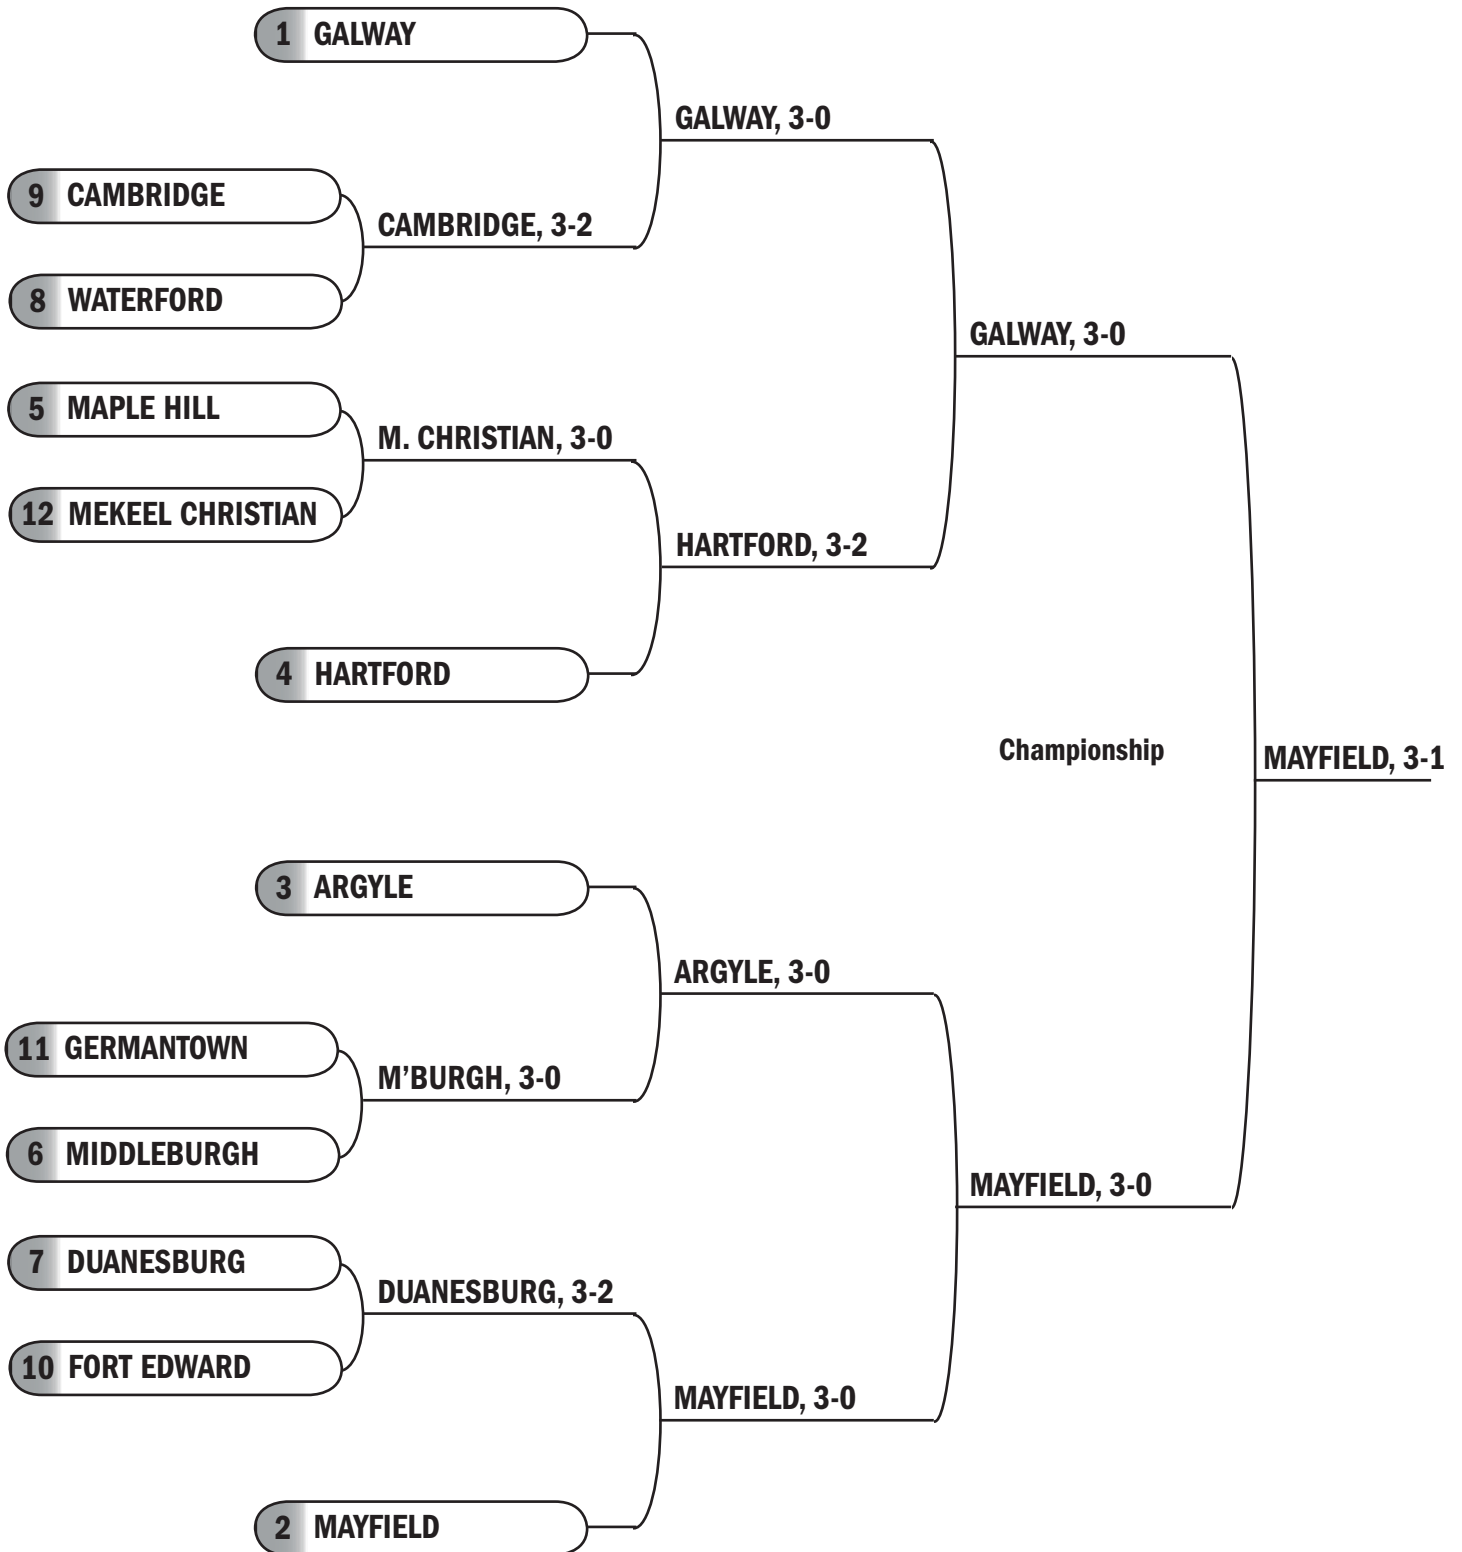 1 GALWAY
GALWAY, 3-0
9 CAMBRIDGE
CAMBRIDGE, 3-2
8 WATERFORD
GALWAY, 3-0
5 MAPLE HILL
M. CHRISTIAN, 3-0
12 MEKEEL CHRISTIAN
HARTFORD, 3-2
4 HARTFORD
Championship
MAYFIELD, 3-1
3 ARGYLE
ARGYLE, 3-0
11 GERMANTOWN
M’BURGH, 3-0
6 MIDDLEBURGH
MAYFIELD, 3-0
7 DUANESBURG
DUANESBURG, 3-2
10 FORT EDWARD
MAYFIELD, 3-0
2 MAYFIELD